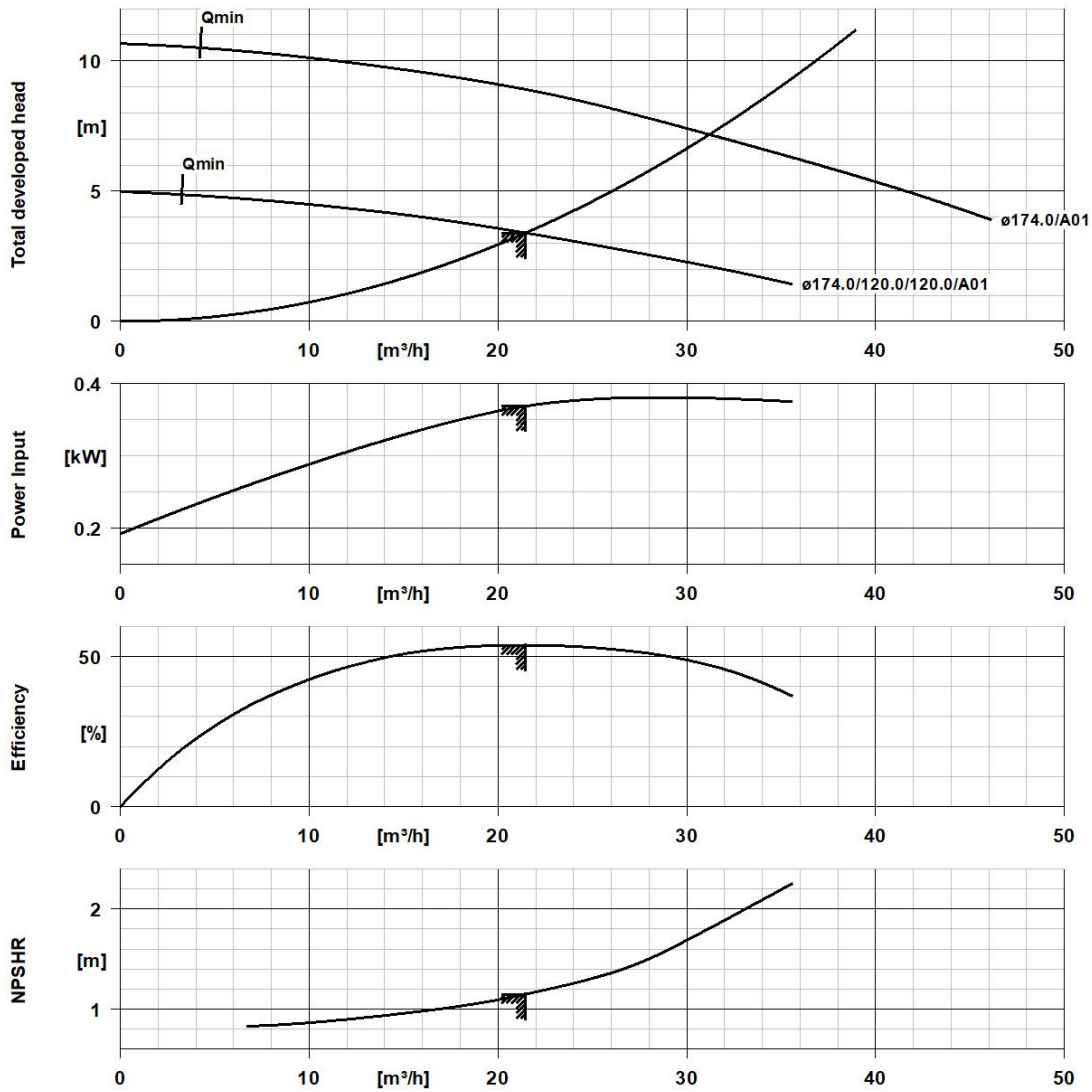 Total developed head
[m]
10
5
0
Qmin
Qmin
ø174.0/A01
ø174.0/120.0/120.0/A01
0 10 [m³/h] 20 30 40 50
Power Input
[kW]
0.4
0.2
0 10 [m³/h] 20 30 40 50
Efficiency
[%]
50
0
0 10 [m³/h] 20 30 40 50
NPSHR
[m]
2
1
0 10 [m³/h] 20 30 40 50